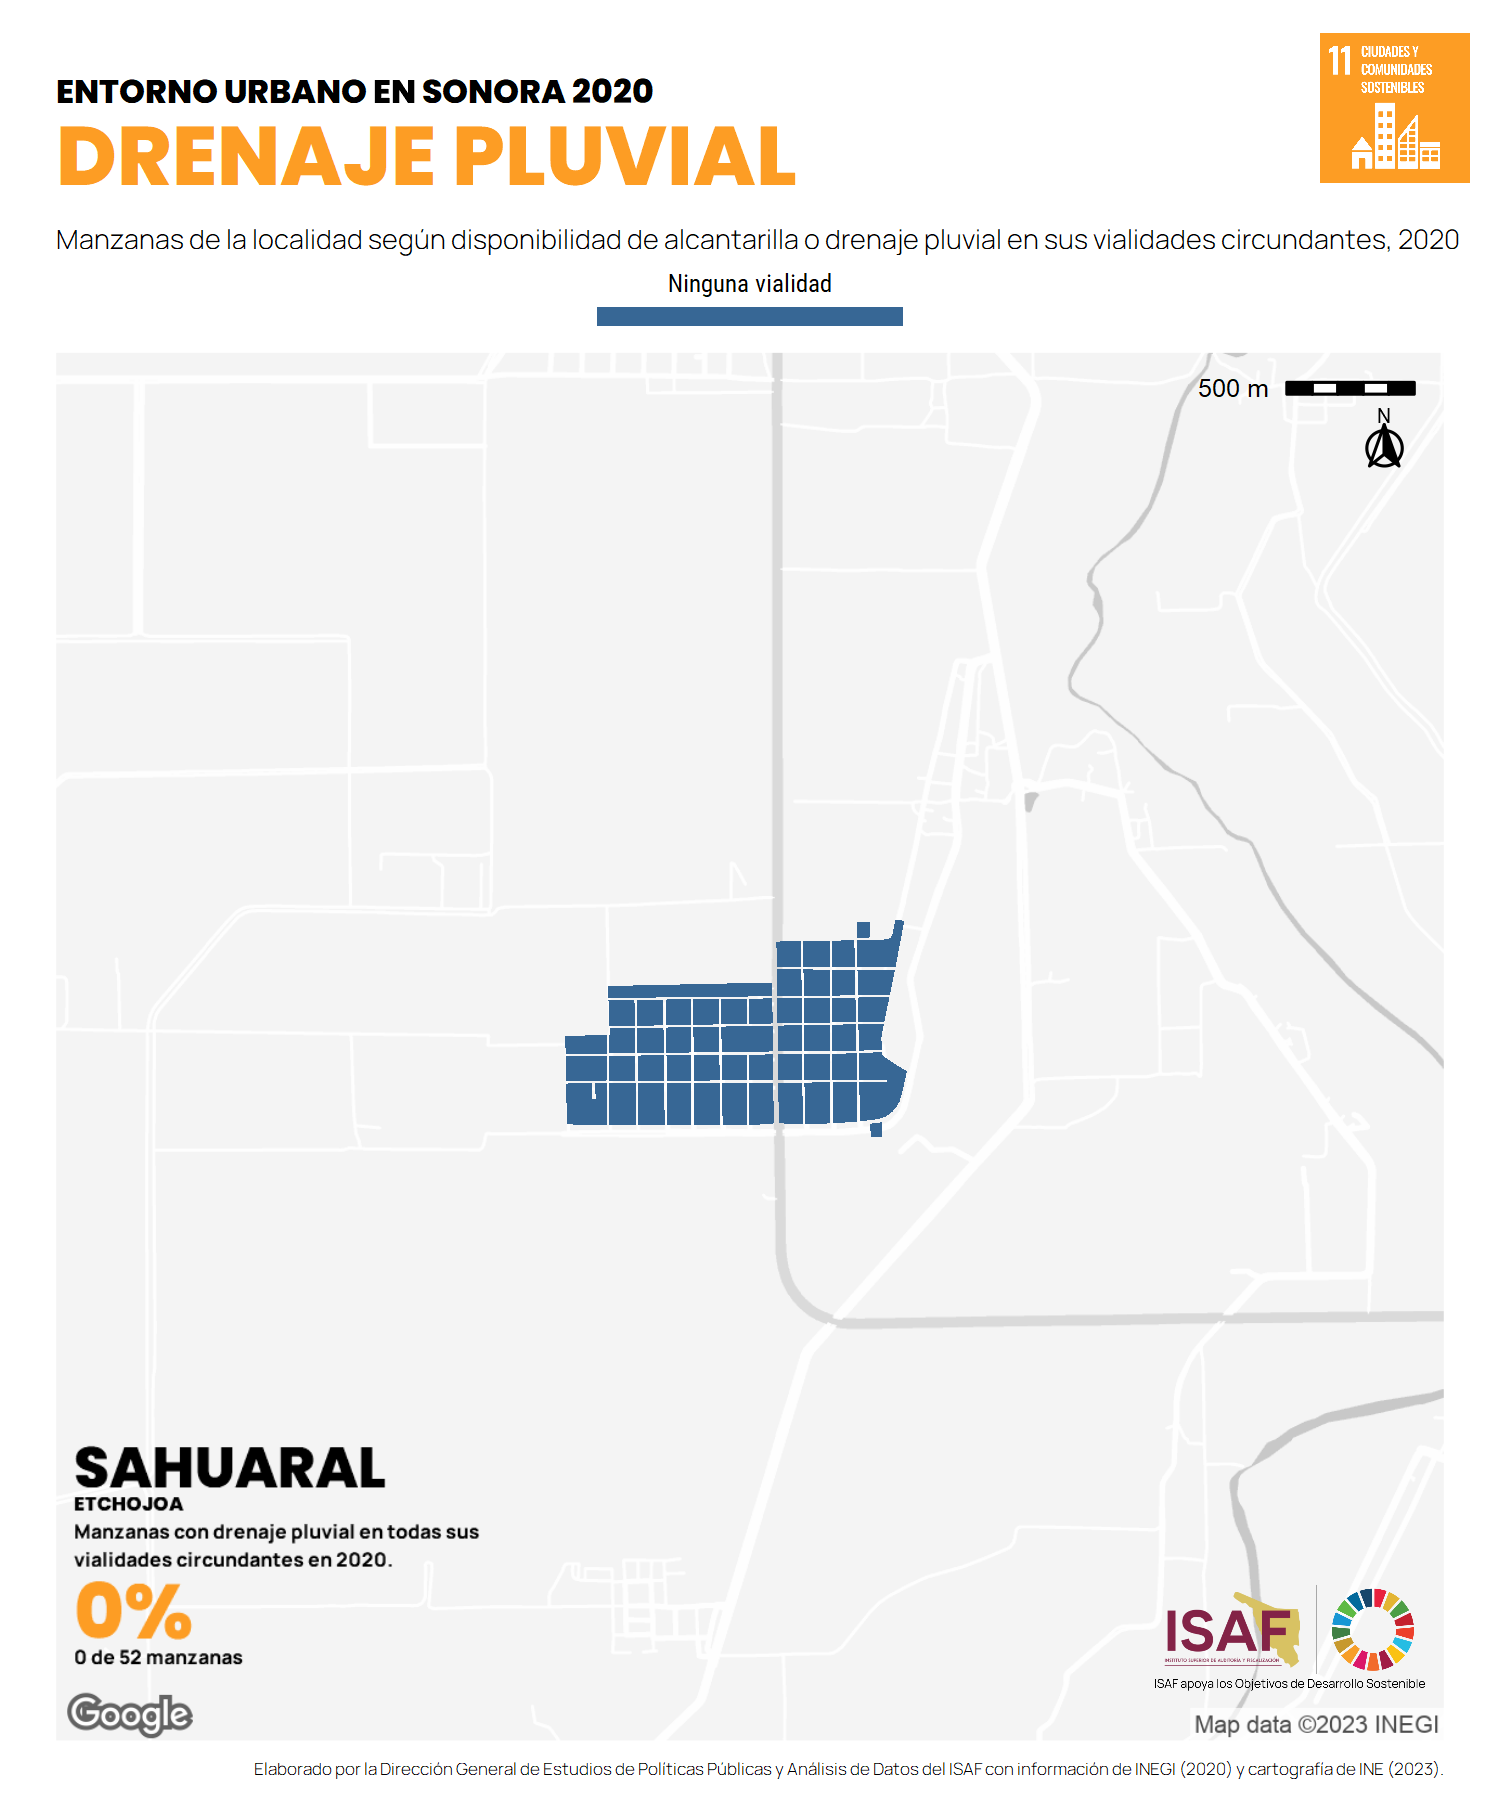 11 CIUDADES Y
COMUNIDADES
SOSTENIBLES
ENTORNO URBANO EN SONORA 2020
DRENAJE PLUVIAL
Manzanas de la localidad según disponibilidad de alcantarilla o drenaje pluvial en sus vialidades circundantes, 2020
Ninguna vialidad
500 m
N
SAHUARAL
ETCHOJOA
Manzanas con drenaje pluvial en todas sus
vialidades circundantes en 2020.
0%
0 de 52 manzanas
ISAF
INSTITUTO SUPERIOR DE AUDITORÍA Y FISCALIZACIÓN
ISAF apoya los Objetivos de Desarrollo Sostenible
Google
Map data ©2023 INEGI
Elaborado por la Dirección General de Estudios de Políticas Públicas y Análisis de Datos del ISAF con información de INEGI (2020) y cartografía de INE (2023).